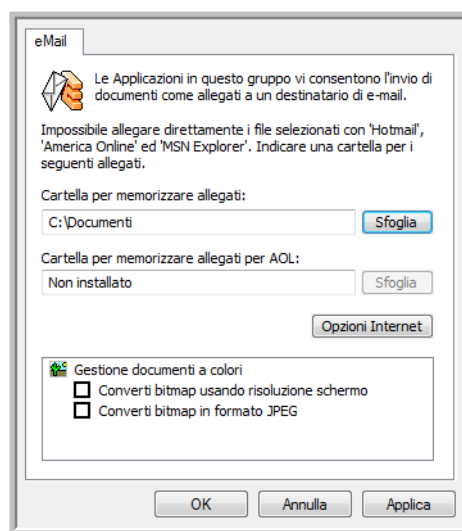 eMail
Le Applicazioni in questo gruppo vi consentono l'invio di
documenti come allegati a un destinatario di e-mail.
Impossibile allegare direttamente i file selezionati con 'Hotmail',
'America Online' ed 'MSN Explorer'. Indicare una cartella per i
seguenti allegati.
Cartella per memorizzare allegati:
C:\Documenti
Sfoglia
Cartella per memorizzare allegati per AOL:
Non installato
Sfoglia
Opzioni Internet
Gestione documenti a colori
Converti bitmap usando risoluzione schermo
Converti bitmap in formato JPEG
OK
Annulla
Applica